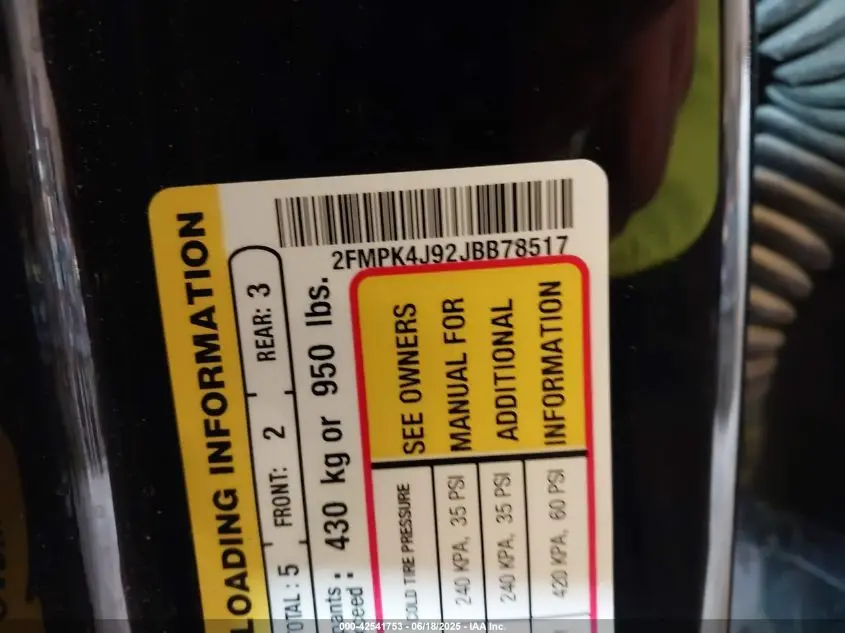 2FMPK4J92JBB78517
LOADING INFORMATION
TOTAL: 5 FRONT: 2 REAR: 3
430 kg or 950 lbs.
SEE OWNERS
MANUAL FOR
ADDITIONAL
INFORMATION
COLD TIRE PRESSURE
240 KPA, 35 PSI
240 KPA, 35 PSI
420 KPA, 60 PSI
000-42541753 - 06/18/2025 - IAA Inc.